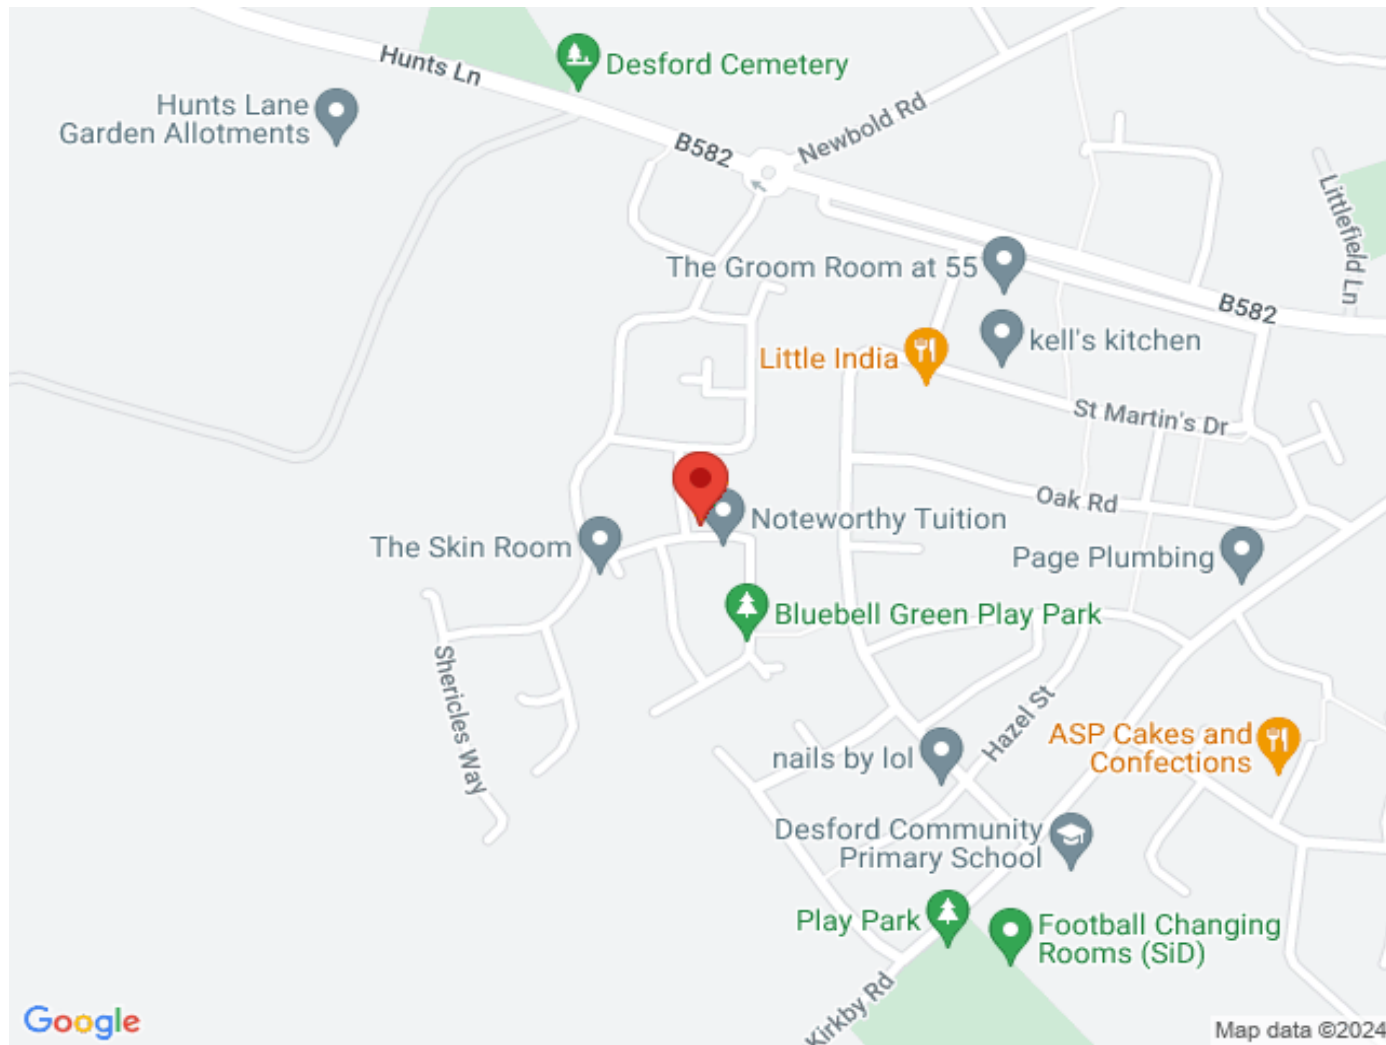 Hunts Ln
Desford Cemetery
Hunts Lane
Garden Allotments
Newbold Rd
B582
Littlefield Ln
The Groom Room at 55
B582
kell's kitchen
Little India
St Martin's Dr
Oak Rd
Noteworthy Tuition
The Skin Room
Page Plumbing
Bluebell Green Play Park
Shericles Way
Hazel St
ASP Cakes and
Confections
nails by lol
Desford Community
Primary School
Play Park
Football Changing
Rooms (SiD)
Kirkby Rd
Google
Map data ©2024